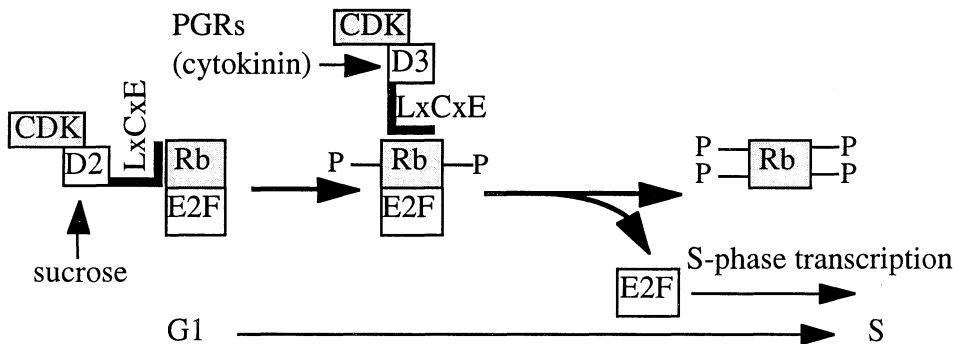 PGRs
(cytokinin)
CDK
D3
LxCxE
CDK
D2
LxCxE
Rb
E2F
sucrose
P
Rb
P
E2F
P
P
Rb
P
P
E2F
S-phase transcription
G1
S